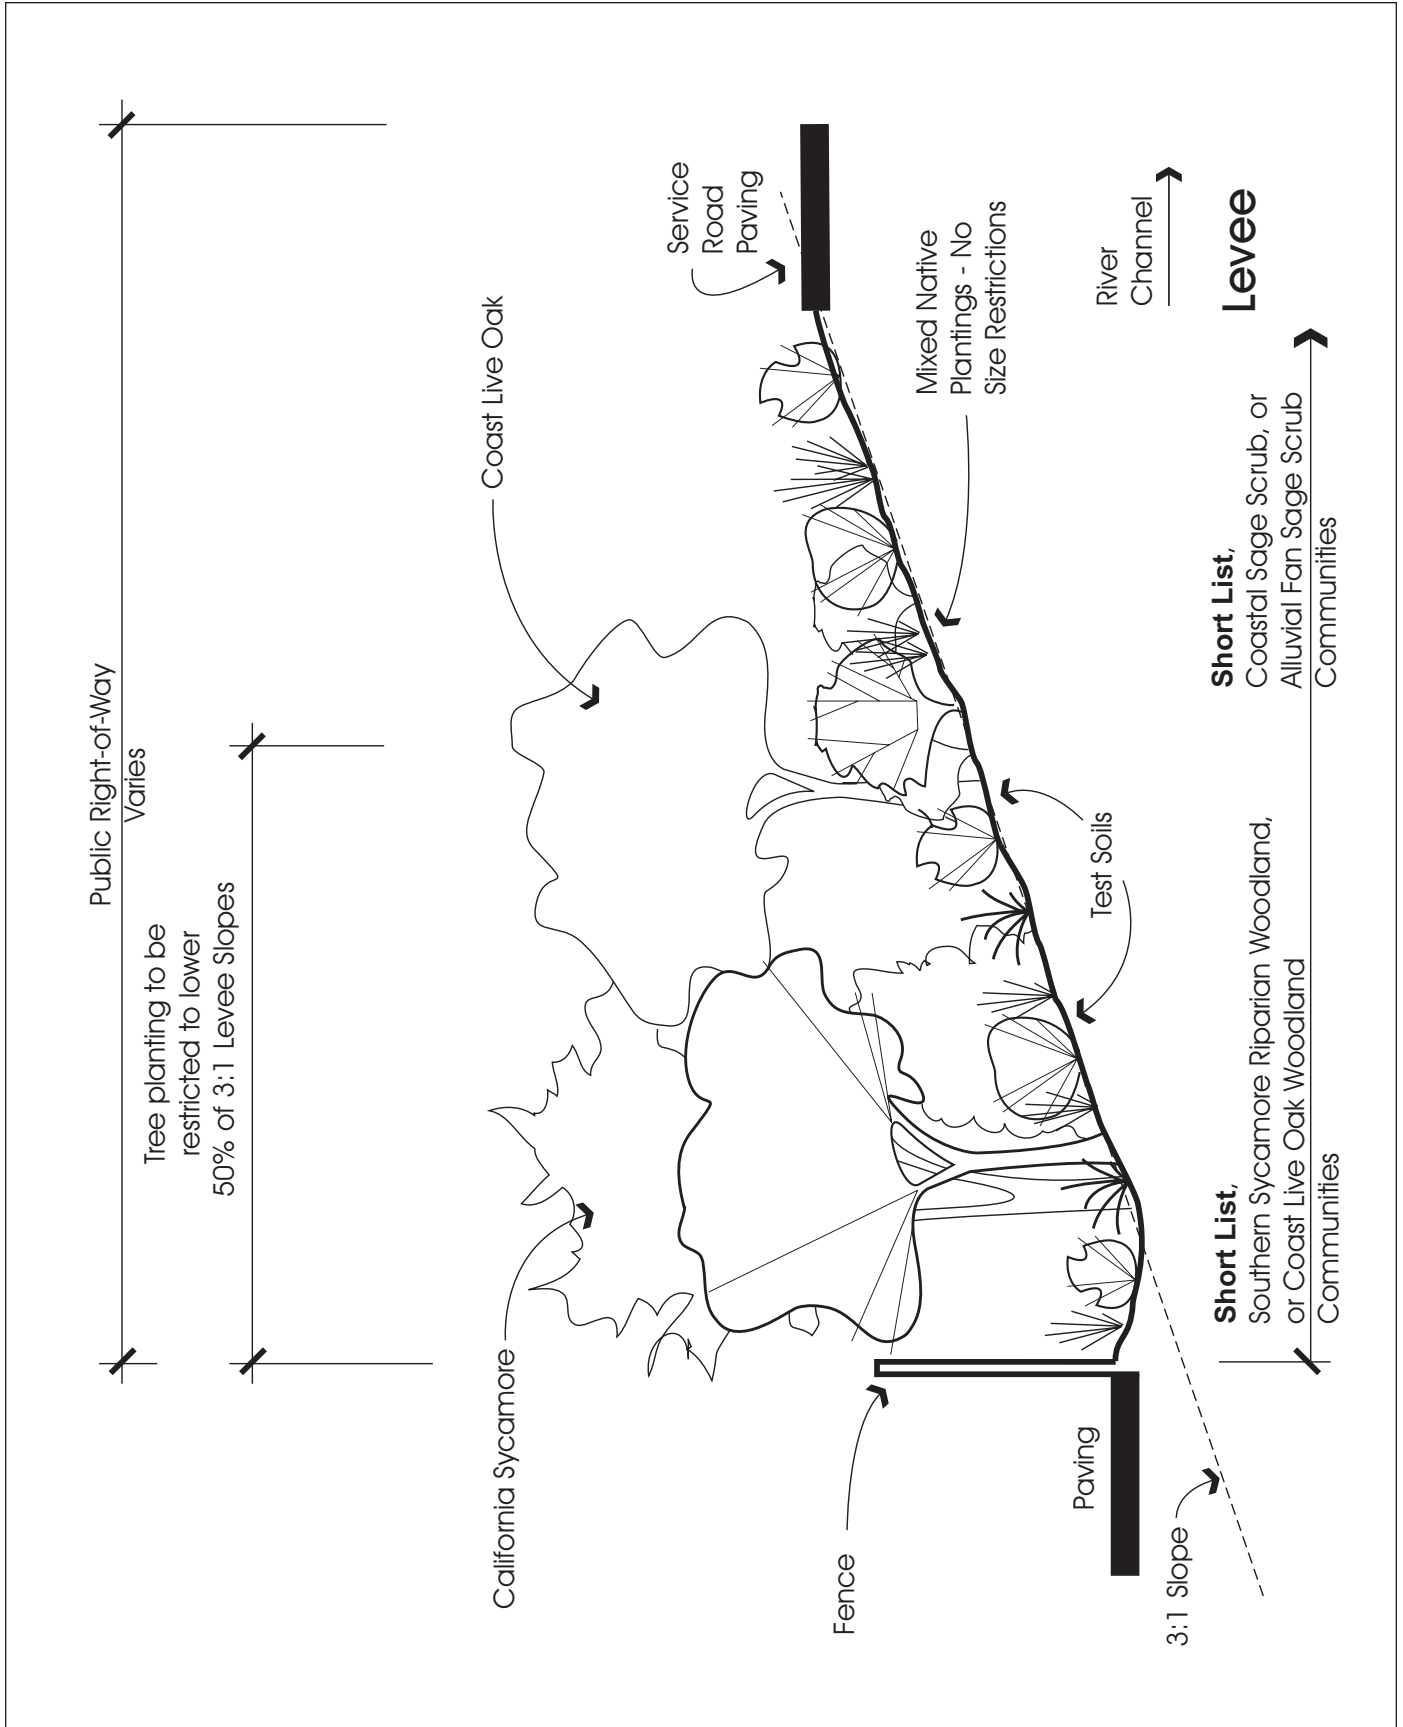 Public Right-of-Way
Varies
Tree planting to be
restricted to lower
50% of 3:1 Levee Slopes
California Sycamore
Coast Live Oak
Service
Road
Paving
Fence
Mixed Native
Plantings - No
Size Restrictions
Paving
Test Soils
River
Channel
3:1 Slope
Levee
Short List,
Southern Sycamore Riparian Woodland,
or Coast Live Oak Woodland
Communities
Short List,
Coastal Sage Scrub, or
Alluvial Fan Sage Scrub
Communities